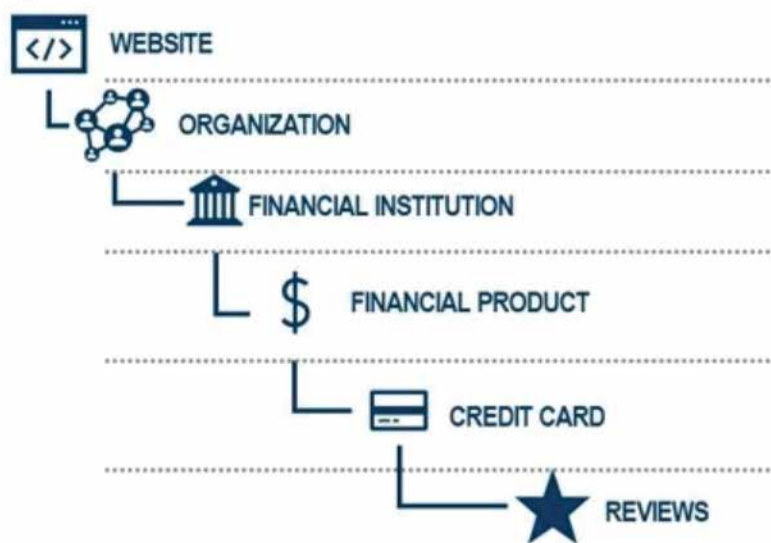 </>
WEBSITE
ORGANIZATION
FINANCIAL INSTITUTION
$
FINANCIAL PRODUCT
CREDIT CARD
REVIEWS